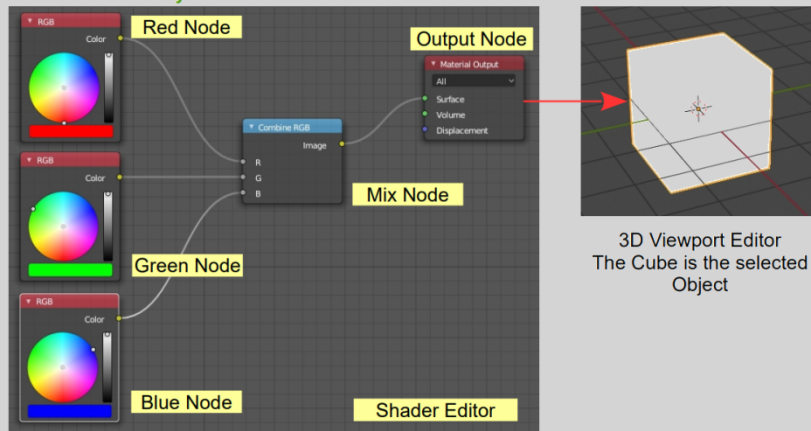 RGB
Red Node
Color
Output Node
Material Output
All
Surface
Volume
Displacement
Combine RGB
Image
R
G
B
Mix Node
RGB
Color
Green Node
RGB
Color
Blue Node
Shader Editor
3D Viewport Editor
The Cube is the selected
Object